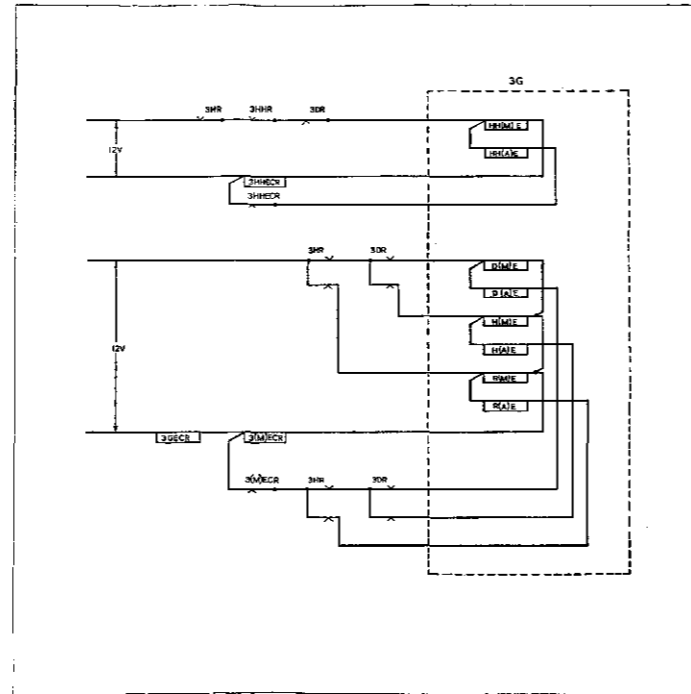 3G
3HR 3HHR 3DR
HH(M)E
12V
HH(A)E
3HHECR
3HHECR
3HR 3DR
D(M)E
D(A)E
H(M)E
12V
H(A)E
R(M)E
R(A)E
3GECR 3(M)ECR
3(M)ECR 3HR 3DR